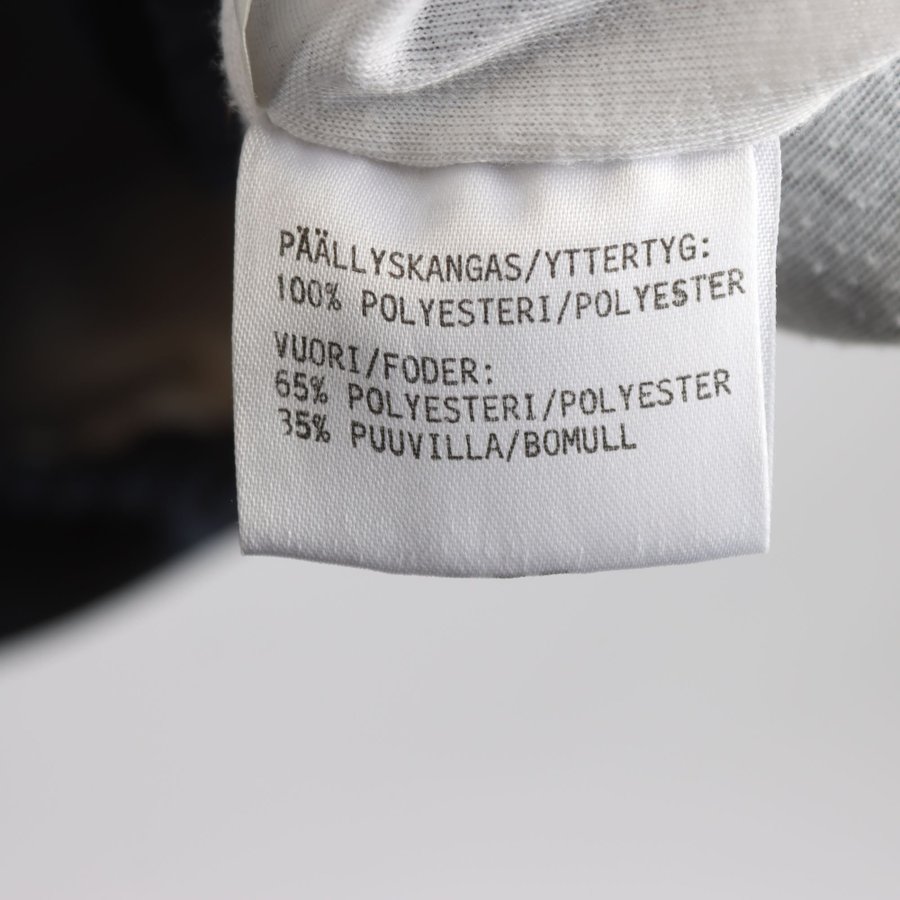 PÄÄLLYSKANGAS/YTTERTYG:
100% POLYESTERI/POLYESTER
VUORI/FODER:
65% POLYESTERI/POLYESTER
35% PUUVILLA/BOMULL